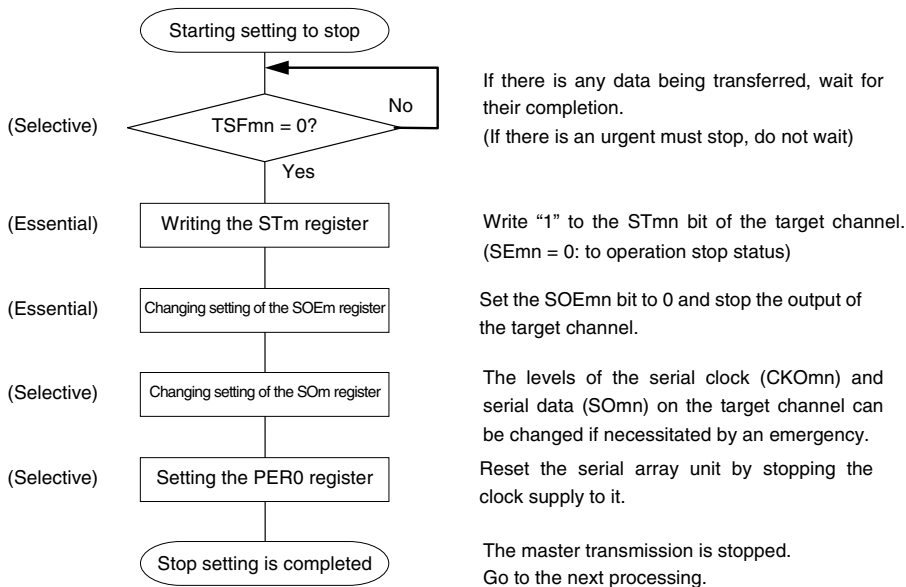 Starting setting to stop
(Selective)
TSFmn = 0?
No
Yes
If there is any data being transferred, wait for
their completion.
(If there is an urgent must stop, do not wait)
(Essential)
Writing the STm register
Write “1” to the STmn bit of the target channel.
(SEmn = 0: to operation stop status)
(Essential)
Changing setting of the SOEm register
Set the SOEmn bit to 0 and stop the output of
the target channel.
(Selective)
Changing setting of the SOm register
The levels of the serial clock (CKOmn) and
serial data (SOmn) on the target channel can
be changed if necessitated by an emergency.
(Selective)
Setting the PER0 register
Reset the serial array unit by stopping the
clock supply to it.
Stop setting is completed
The master transmission is stopped.
Go to the next processing.